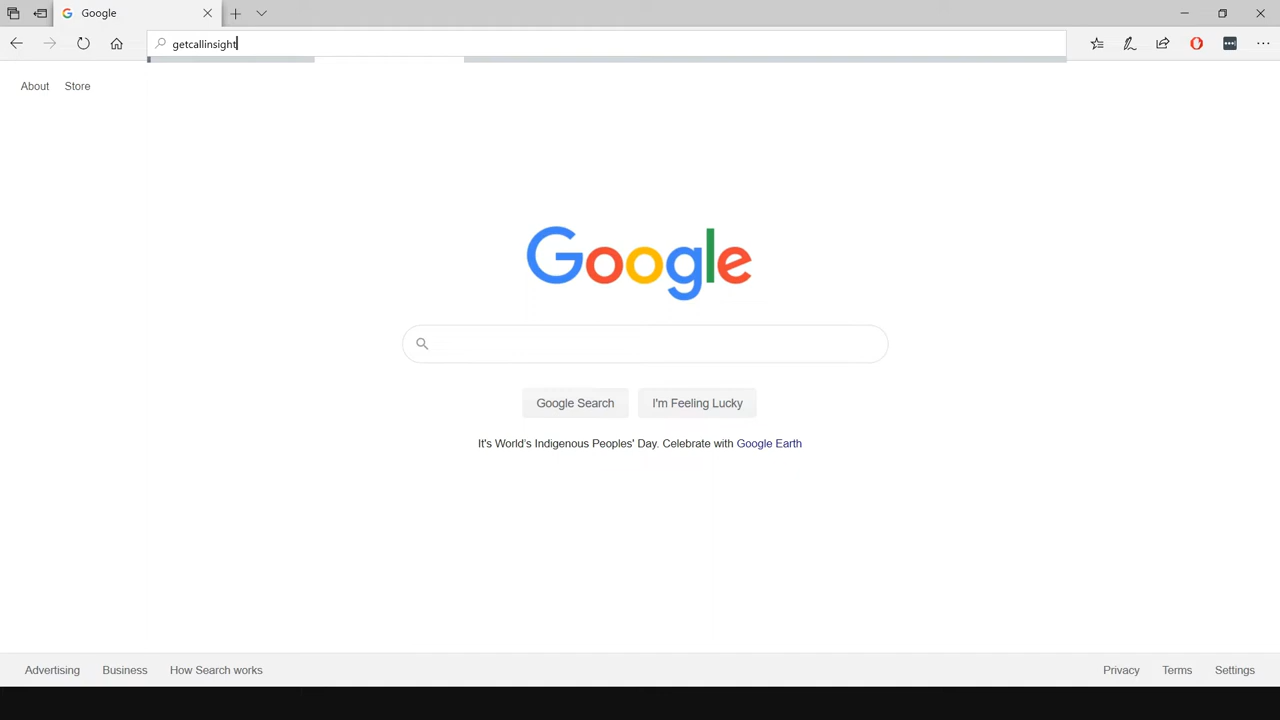 Google
getcallinsight
About Store
Google
Google Search I'm Feeling Lucky
It's World's Indigenous Peoples' Day. Celebrate with Google Earth
Advertising Business How Search works Privacy Terms Settings